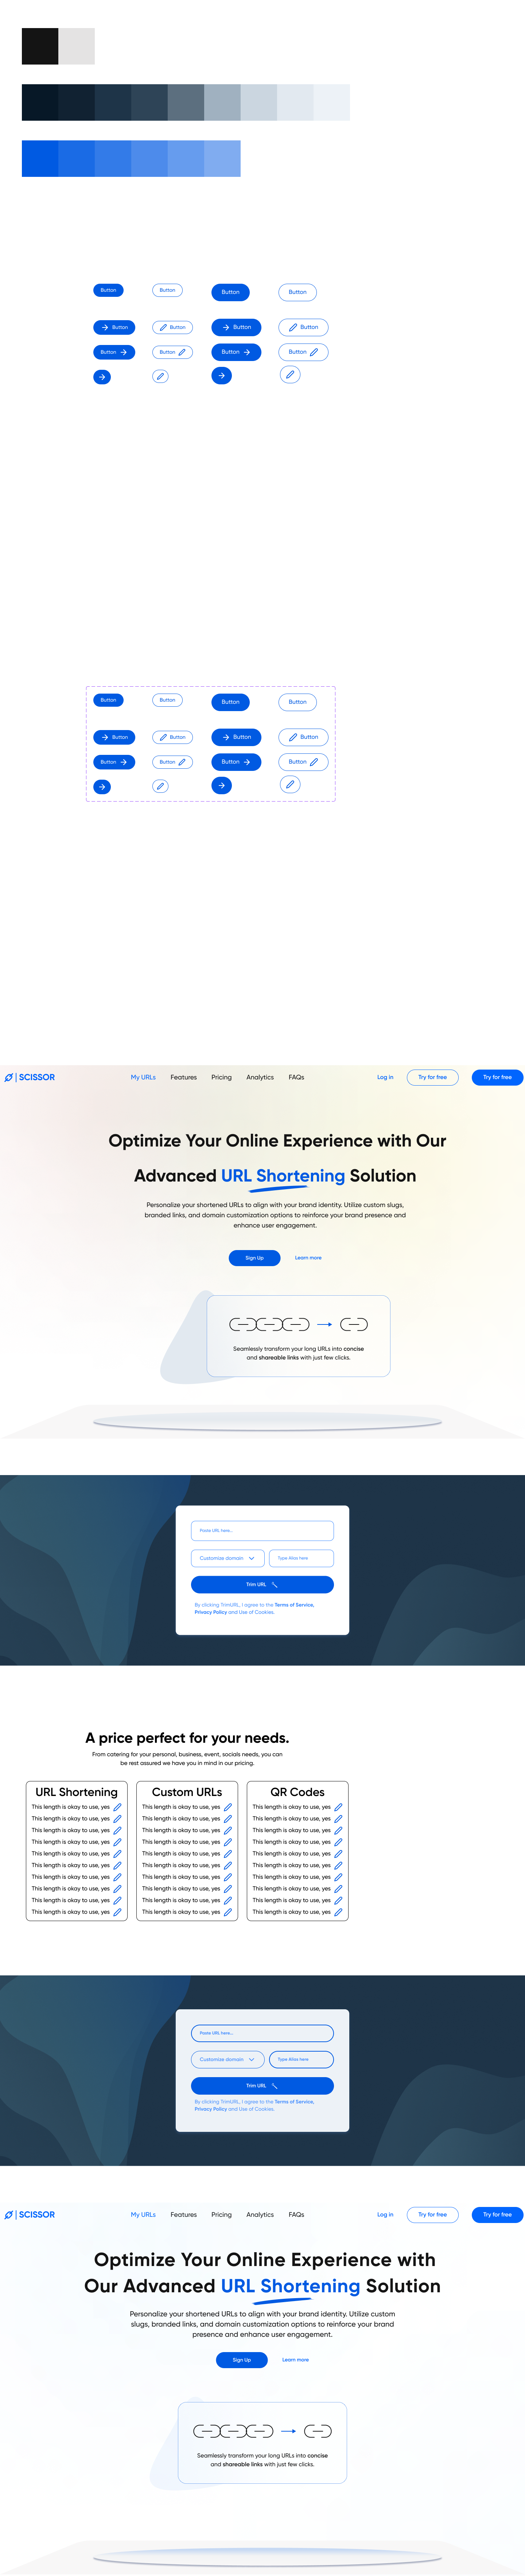 Button Button Button Button
Button Button Button Button
Button Button Button Button
Button Button Button Button
Button Button Button Button
Button Button Button Button
SCISSOR My URLs Features Pricing Analytics FAQs Log in Try for free Try for free
Optimize Your Online Experience with Our
Advanced URL Shortening Solution
Personalize your shortened URLs to align with your brand identity. Utilize custom slugs,
branded links, and domain customization options to reinforce your brand presence and
enhance user engagement.
Sign Up Learn more
Seamlessly transform your long URLs into concise
and shareable links with just few clicks.
Paste URL here...
Customize domain Type Alias here
Trim URL
By clicking TrimURL, I agree to the Terms of Service,
Privacy Policy and Use of Cookies.
A price perfect for your needs.
From catering for your personal, business, event, socials needs, you can
be rest assured we have you in mind in our pricing.
URL Shortening
This length is okay to use, yes
This length is okay to use, yes
This length is okay to use, yes
This length is okay to use, yes
This length is okay to use, yes
This length is okay to use, yes
This length is okay to use, yes
This length is okay to use, yes
This length is okay to use, yes
This length is okay to use, yes
Custom URLs
This length is okay to use, yes
This length is okay to use, yes
This length is okay to use, yes
This length is okay to use, yes
This length is okay to use, yes
This length is okay to use, yes
This length is okay to use, yes
This length is okay to use, yes
This length is okay to use, yes
This length is okay to use, yes
QR Codes
This length is okay to use, yes
This length is okay to use, yes
This length is okay to use, yes
This length is okay to use, yes
This length is okay to use, yes
This length is okay to use, yes
This length is okay to use, yes
This length is okay to use, yes
This length is okay to use, yes
This length is okay to use, yes
Paste URL here...
Customize domain Type Alias here
Trim URL
By clicking TrimURL, I agree to the Terms of Service,
Privacy Policy and Use of Cookies.
SCISSOR My URLs Features Pricing Analytics FAQs Log in Try for free Try for free
Optimize Your Online Experience with
Our Advanced URL Shortening Solution
Personalize your shortened URLs to align with your brand identity. Utilize custom
slugs, branded links, and domain customization options to reinforce your brand
presence and enhance user engagement.
Sign Up Learn more
Seamlessly transform your long URLs into concise
and shareable links with just few clicks.